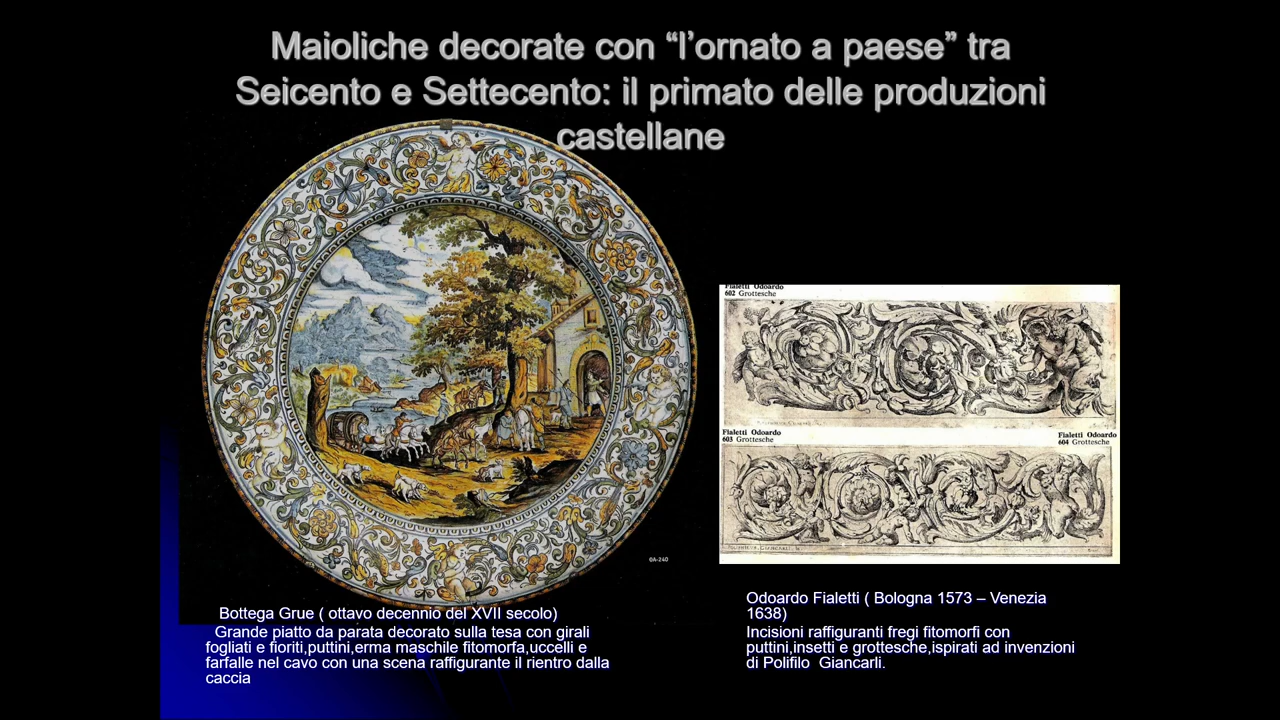 Maioliche decorate con “l’ornato a paese” tra
Seicento e Settecento: il primato delle produzioni
castellane
Fialetti Odoardo
602 Grottesche
Fialetti Odoardo
603 Grottesche
Fialetti Odoardo
604 Grottesche
6A-240
Bottega Grue ( ottavo decennio del XVII secolo)
Grande piatto da parata decorato sulla tesa con girali
fogliati e fioriti,puttini,erma maschile fitomorfa,uccelli e
farfalle nel cavo con una scena raffigurante il rientro dalla
caccia
Odoardo Fialetti ( Bologna 1573 – Venezia
1638)
Incisioni raffiguranti fregi fitomorfi con
puttini,insetti e grottesche,ispirati ad invenzioni
di Polifilo  Giancarli.